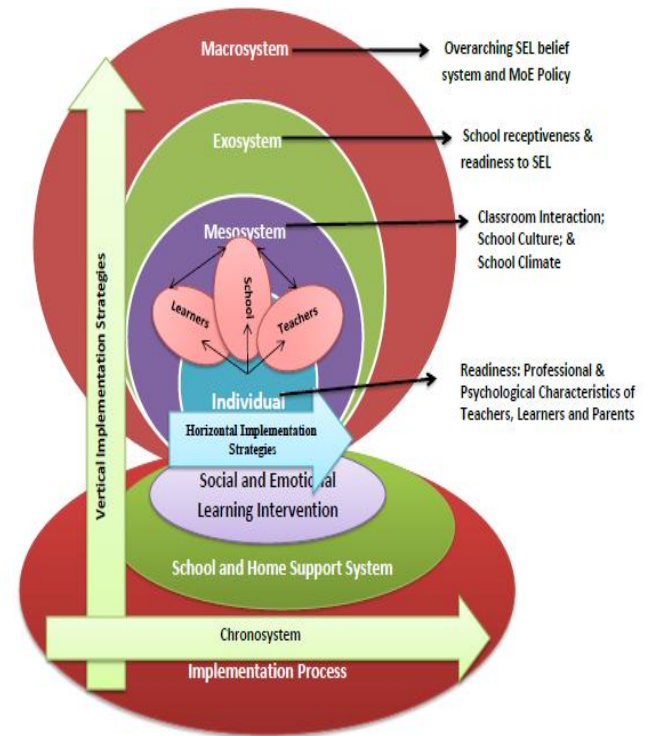 Macrosystem
Overarching SEL belief
system and MoE Policy
Exosystem
School receptiveness &
readiness to SEL
Mesosystem
Classroom Interaction;
School Culture; &
School Climate
Learners
School
Teachers
Individual
Readiness: Professional &
Psychological Characteristics of
Teachers, Learners and Parents
Vertical Implementation Strategies
Horizontal Implementation
Strategies
Social and Emotional
Learning Intervention
School and Home Support System
Chronosystem
Implementation Process